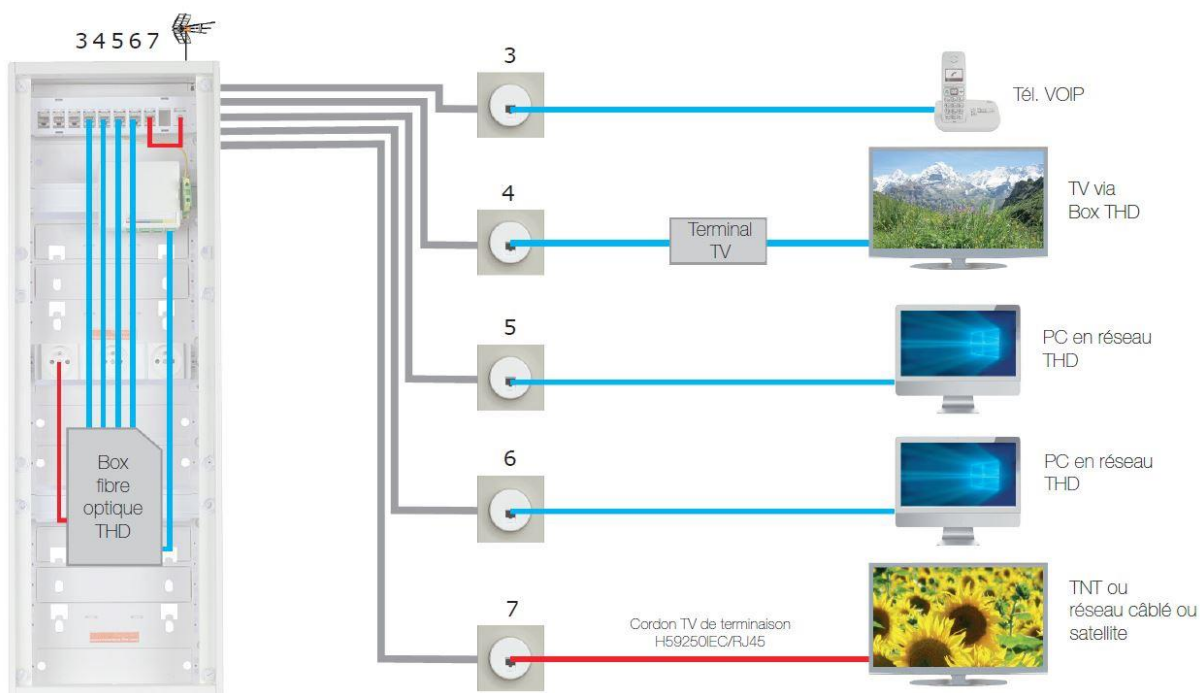 3 4 5 6 7
3
Tél. VOIP
4
Terminal
TV
TV via
Box THD
5
PC en réseau
THD
6
PC en réseau
THD
Box
fibre
optique
THD
7
Cordon TV de terminaison
H59250IEC/RJ45
TNT ou
réseau câblé ou
satellite